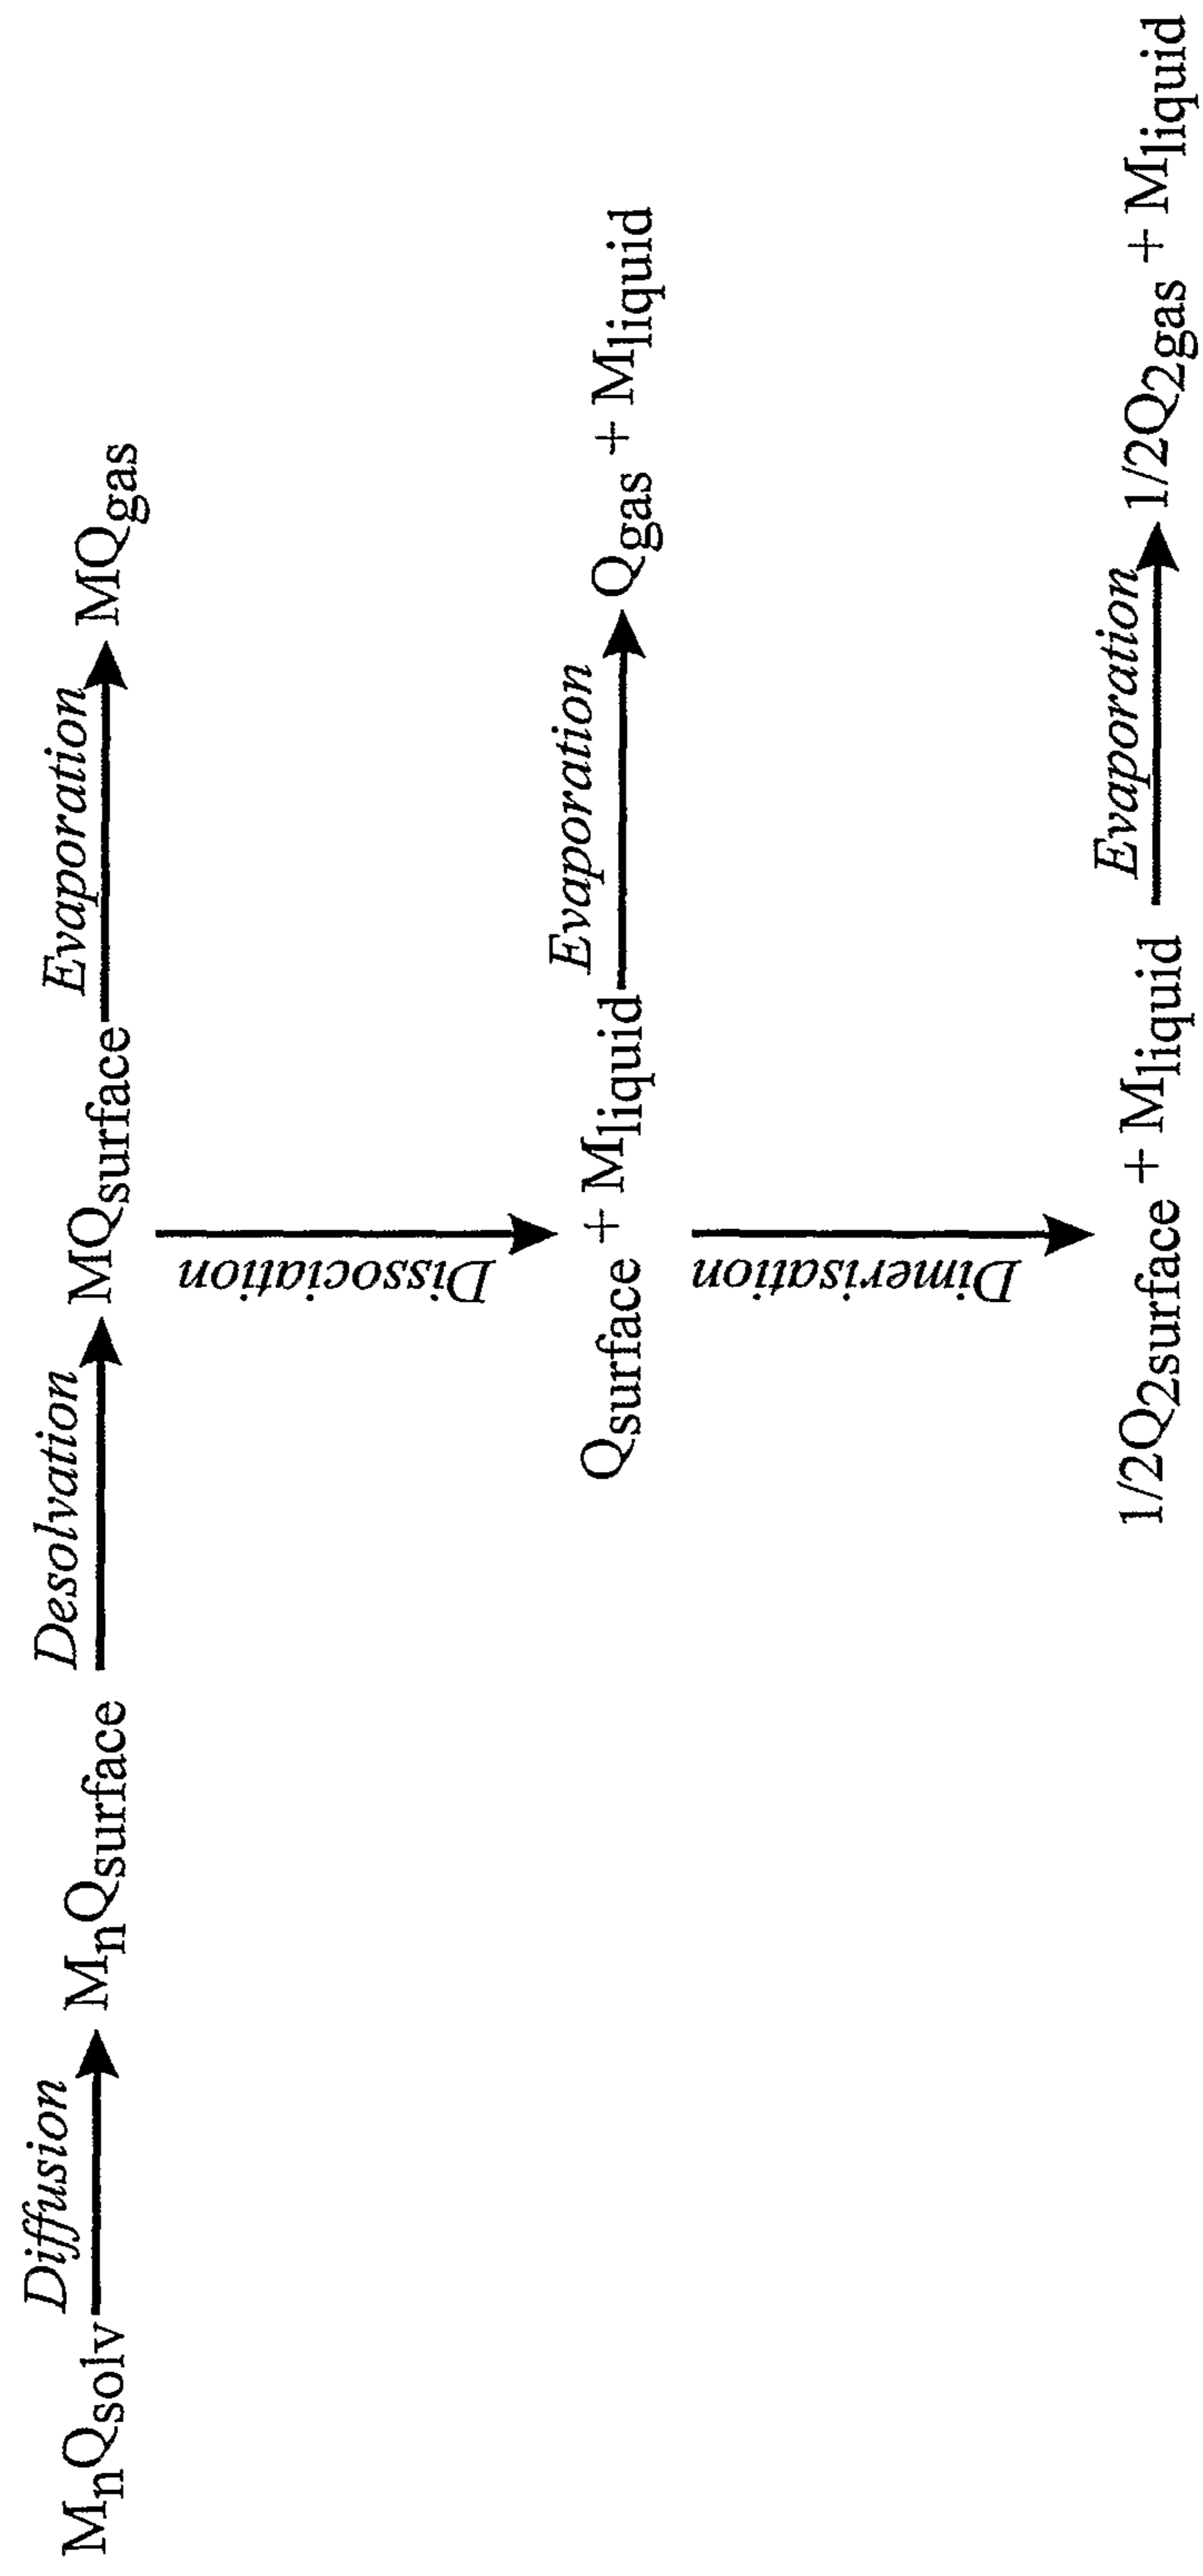 Diffusion Desolvation Evaporation
MnQsolv MnQsurface MQsurface MQgas
Dissociation
Evaporation
Qsurface + Mliquid Qgas + Mliquid
Dimerisation
Evaporation
1/2Q2surface + Mliquid 1/2Q2gas + Mliquid